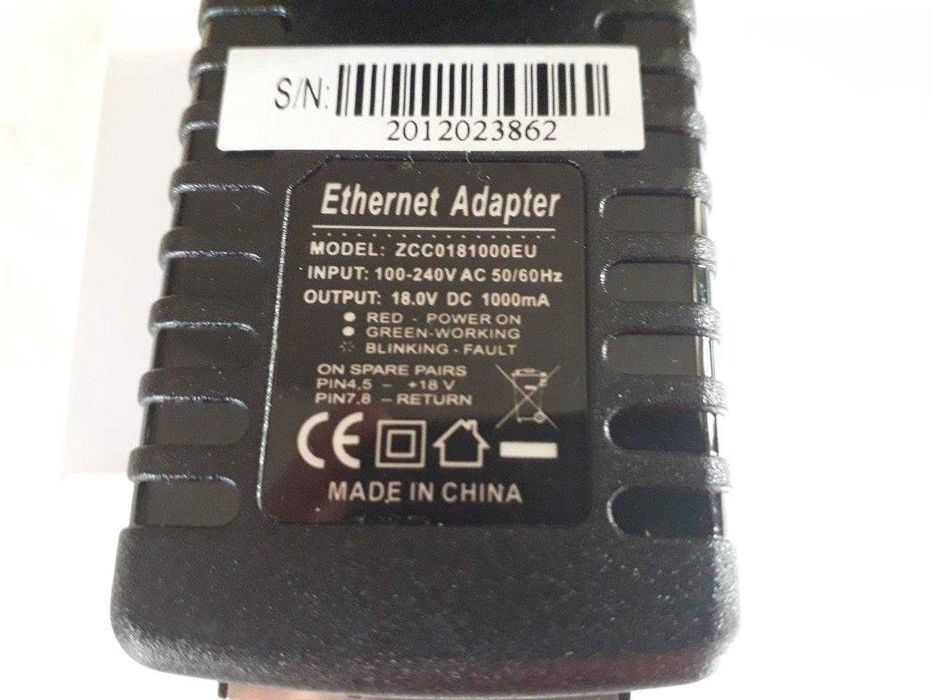 S/N:
2012023862
Ethernet Adapter
MODEL: ZCC0181000EU
INPUT: 100-240V AC 50/60Hz
OUTPUT: 18.0V DC 1000mA
RED - POWER ON
GREEN-WORKING
BLINKING - FAULT
ON SPARE PAIRS
PIN4,5 - +18 V
PIN7,8 - RETURN
CE
MADE IN CHINA